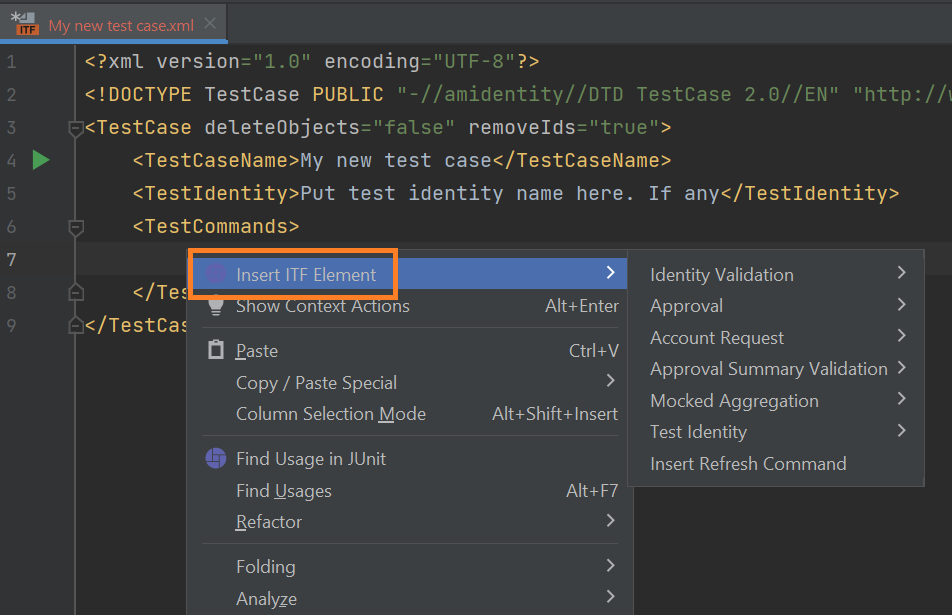 ITF My new test case.xml
1 <?xml version="1.0" encoding="UTF-8"?>
2 <!DOCTYPE TestCase PUBLIC "-//amidentity//DTD TestCase 2.0//EN" "http://
3 <TestCase deleteObjects="false" removeIds="true">
4 <TestCaseName>My new test case</TestCaseName>
5 <TestIdentity>Put test identity name here. If any</TestIdentity>
6 <TestCommands>
7
8 </Tes
9 </TestCas
Insert ITF Element
Show Context Actions Alt+Enter
Paste Ctrl+V
Copy / Paste Special
Column Selection Mode Alt+Shift+Insert
Find Usage in JUnit
Find Usages Alt+F7
Refactor
Folding
Analyze
Identity Validation
Approval
Account Request
Approval Summary Validation
Mocked Aggregation
Test Identity
Insert Refresh Command